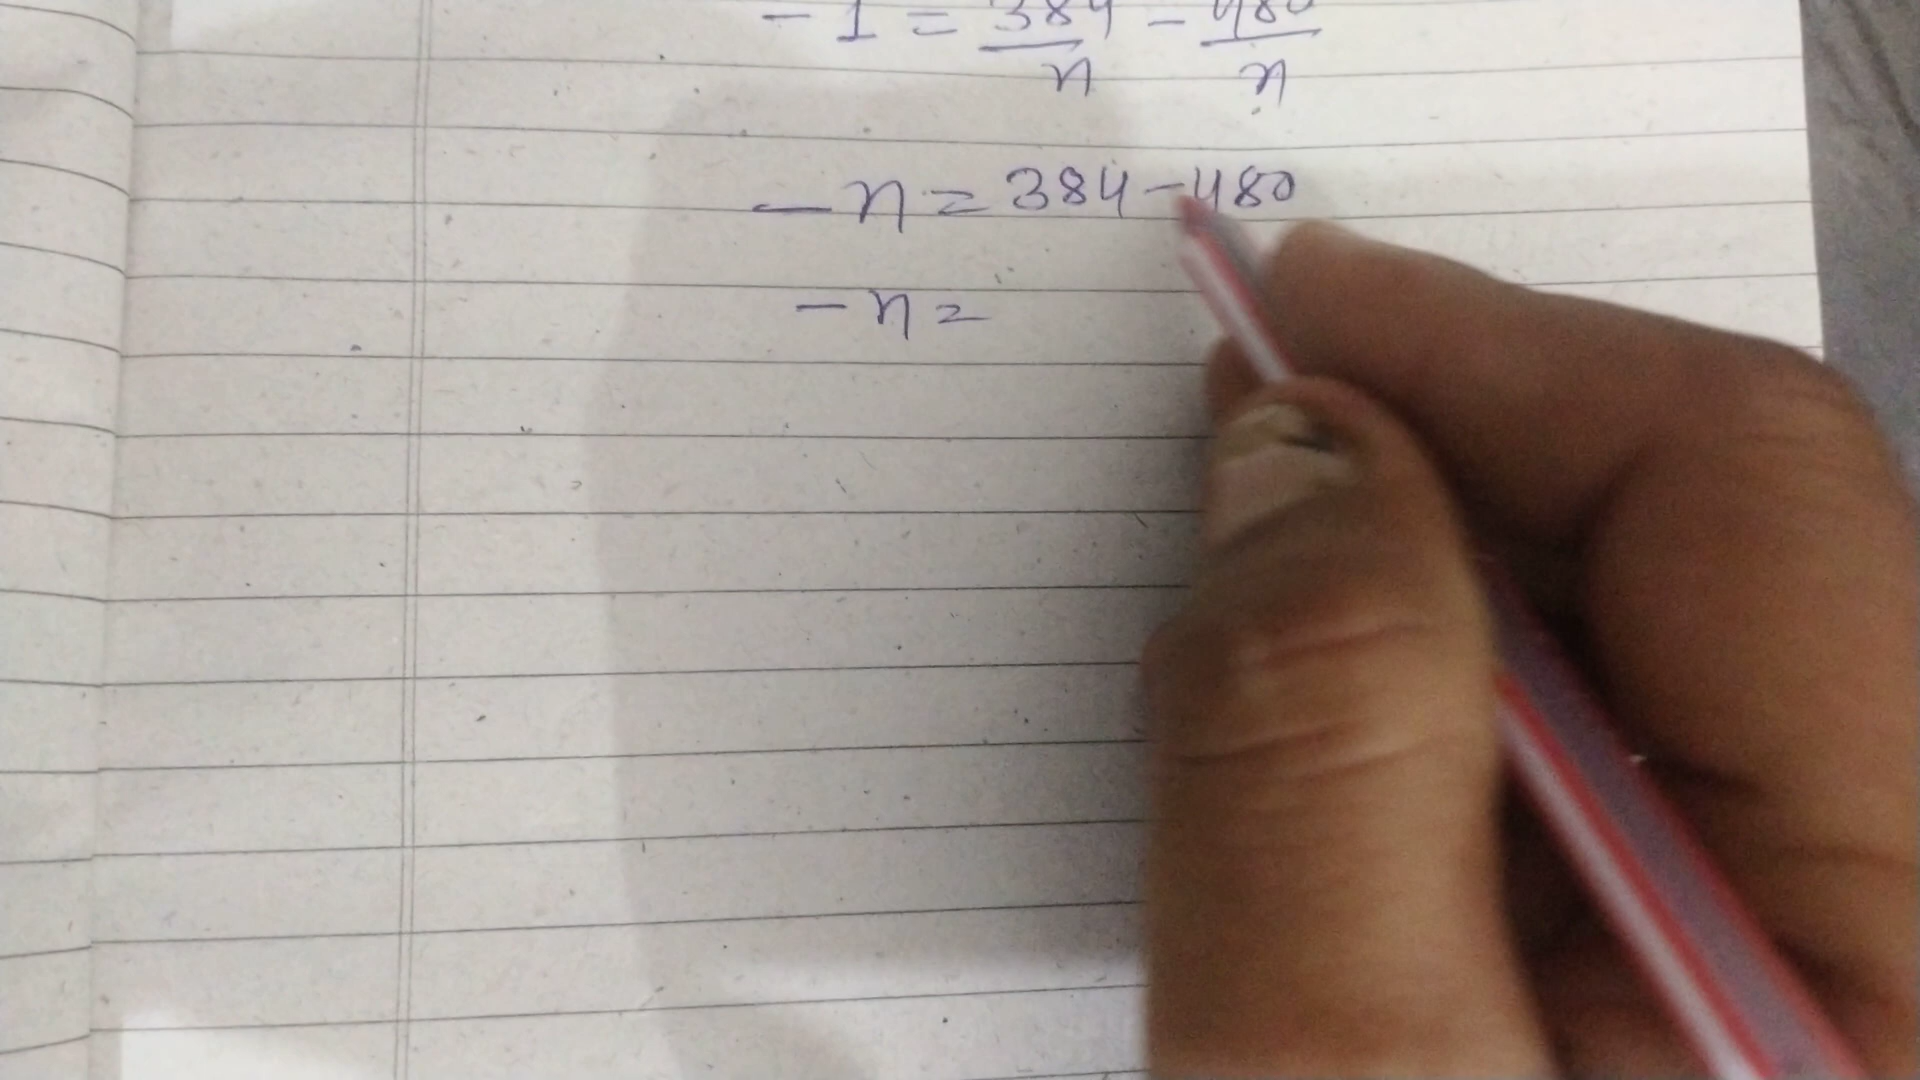 - 1 = 384/n - 480/n
- n = 384 - 480
- n =